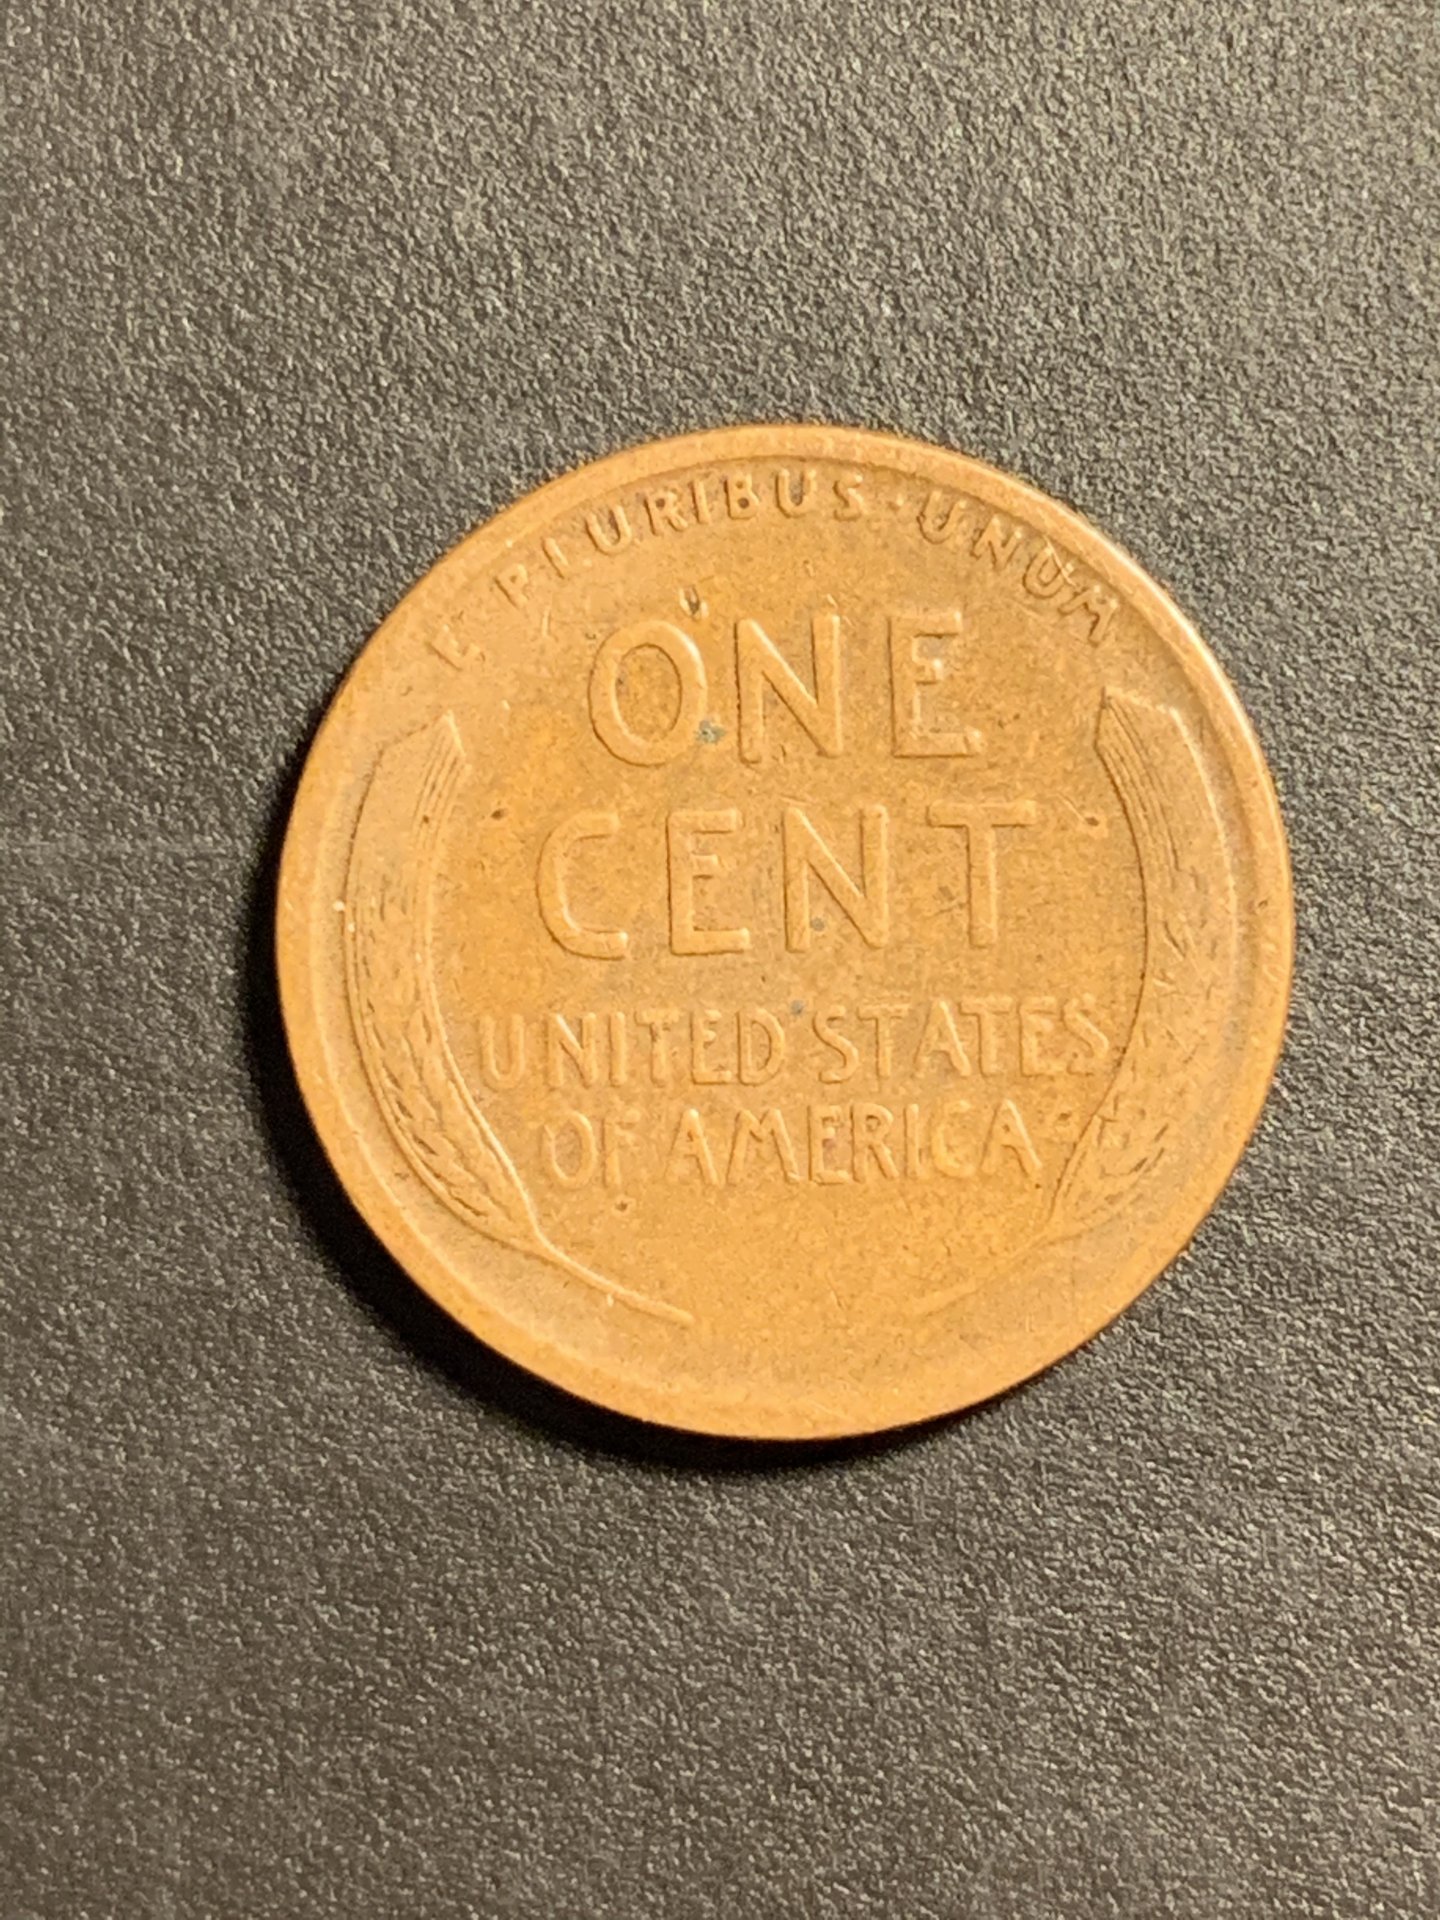 E·PLURIBUS·UNUM
ONE
CENT
UNITED STATES
OF AMERICA